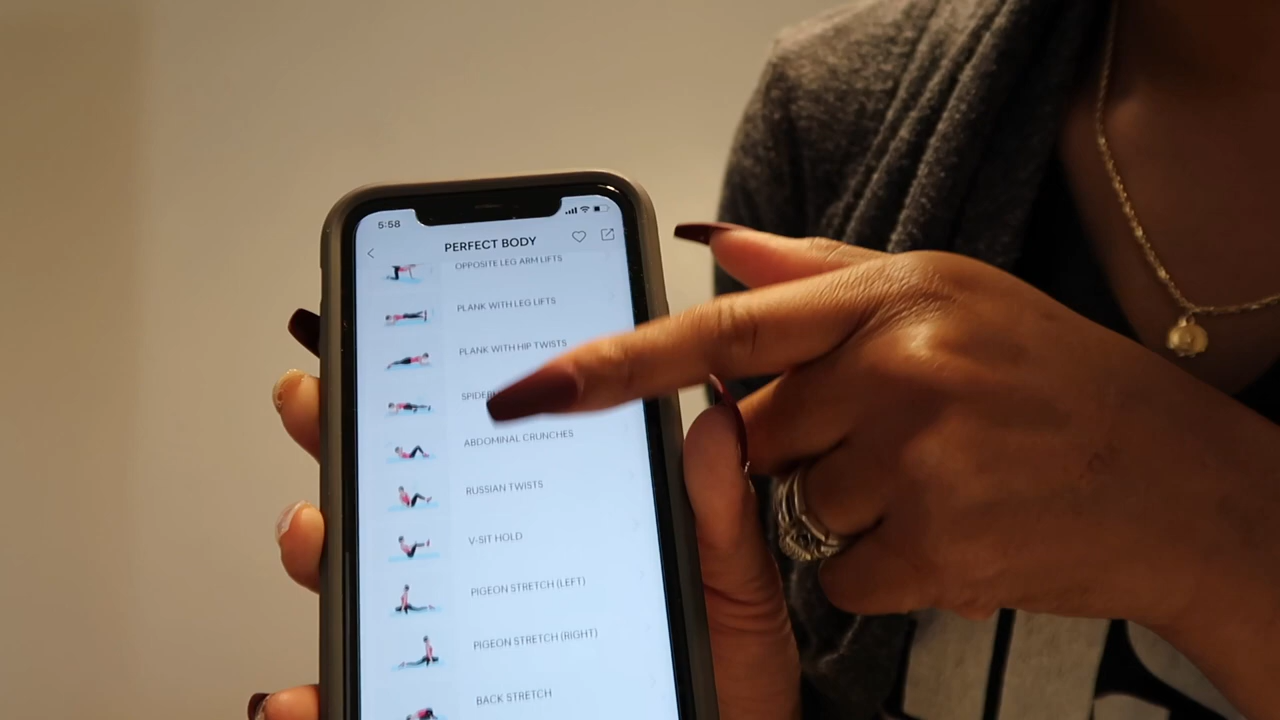 5:58
PERFECT BODY
OPPOSITE LEG ARM LIFTS
PLANK WITH LEG LIFTS
PLANK WITH HIP TWISTS
ABDOMINAL CRUNCHES
RUSSIAN TWISTS
V-SIT HOLD
PIGEON STRETCH (LEFT)
PIGEON STRETCH (RIGHT)
BACK STRETCH